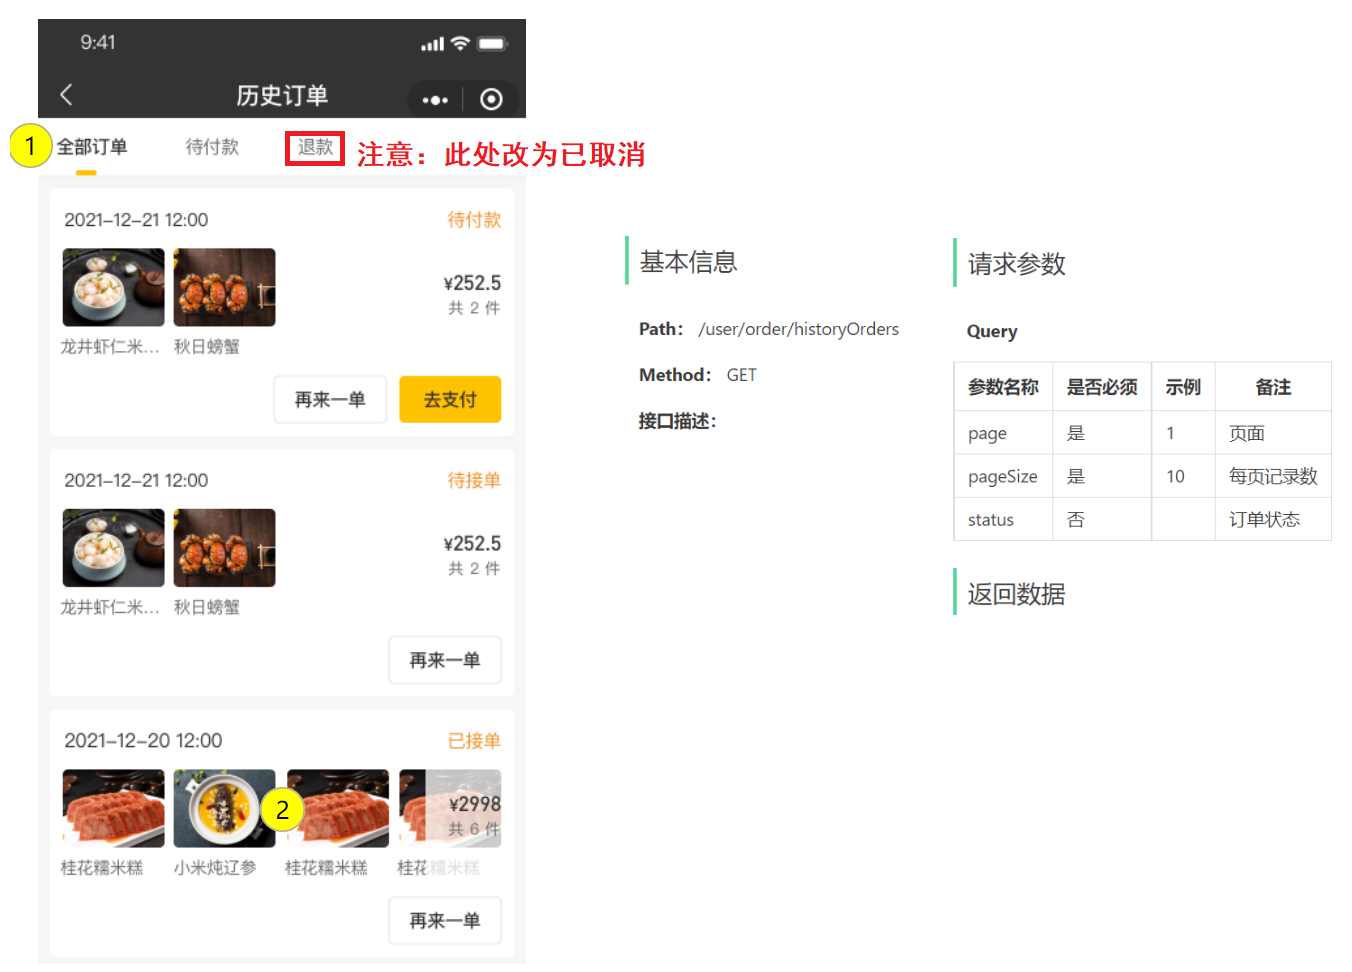 9:41
历史订单
1
全部订单
待付款
退款
注意：此处改为已取消
2021-12-21 12:00
待付款
¥252.5
共 2 件
龙井虾仁米...
秋日螃蟹
再来一单
去支付
2021-12-21 12:00
待接单
¥252.5
共 2 件
龙井虾仁米...
秋日螃蟹
再来一单
2021-12-20 12:00
已接单
2
¥2998
共 6 件
桂花糯米糕
小米炖辽参
桂花糯米糕
桂花糯米糕
再来一单
基本信息
Path： /user/order/historyOrders
Method： GET
接口描述：
请求参数
Query
参数名称 是否必须 示例 备注
page 是 1 页面
pageSize 是 10 每页记录数
status 否 订单状态
返回数据